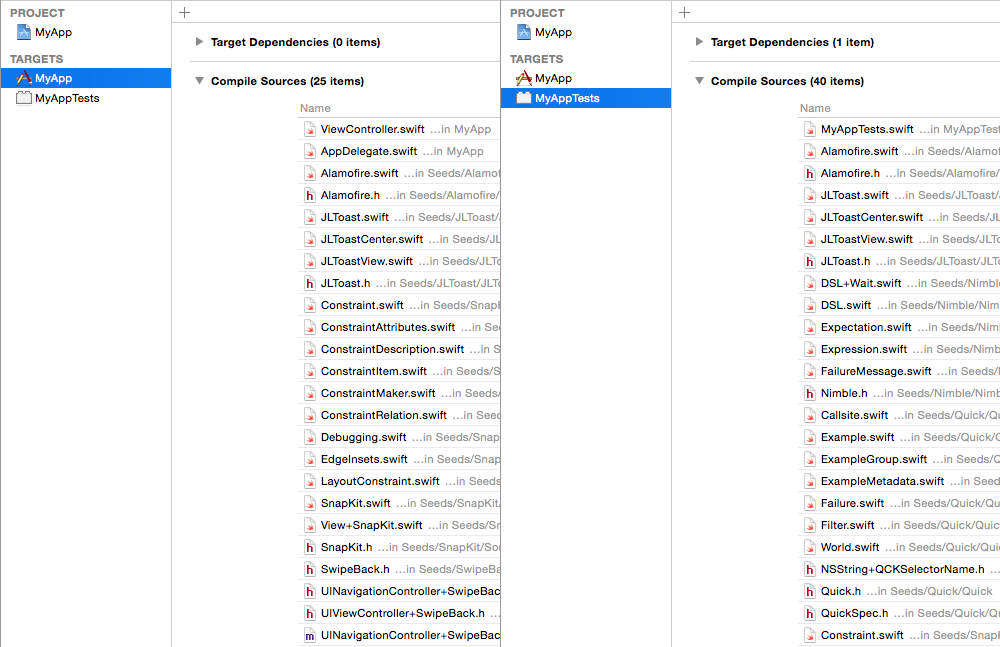 PROJECT
MyApp
TARGETS
MyApp
MyAppTests
Target Dependencies (0 items)
Compile Sources (25 items)
Name
ViewController.swift ...in MyApp
AppDelegate.swift ...in MyApp
Alamofire.swift ...in Seeds/Alamof
Alamofire.h ...in Seeds/Alamofire/
JLToast.swift ...in Seeds/JLToast/
JLToastCenter.swift ...in Seeds/JL
JLToastView.swift ...in Seeds/JLTo
JLToast.h ...in Seeds/JLToast/JLTo
Constraint.swift ...in Seeds/SnapK
ConstraintAttributes.swift ...in See
ConstraintDescription.swift ...in S
ConstraintItem.swift ...in Seeds/S
ConstraintMaker.swift ...in Seeds/
ConstraintRelation.swift ...in Seed
Debugging.swift ...in Seeds/Snap
EdgeInsets.swift ...in Seeds/Snap
LayoutConstraint.swift ...in Seeds
SnapKit.swift ...in Seeds/SnapKit/
View+SnapKit.swift ...in Seeds/Sn
SnapKit.h ...in Seeds/SnapKit/Sou
SwipeBack.h ...in Seeds/SwipeBa
UINavigationController+SwipeBac
UIViewController+SwipeBack.h ...
UINavigationController+SwipeBac
PROJECT
MyApp
TARGETS
MyApp
MyAppTests
Target Dependencies (1 item)
Compile Sources (40 items)
Name
MyAppTests.swift ...in MyAppTest
Alamofire.swift ...in Seeds/Alamof
Alamofire.h ...in Seeds/Alamofire/
JLToast.swift ...in Seeds/JLToast/
JLToastCenter.swift ...in Seeds/JL
JLToastView.swift ...in Seeds/JLTo
JLToast.h ...in Seeds/JLToast/JLTo
DSL+Wait.swift ...in Seeds/Nimble
DSL.swift ...in Seeds/Nimble/Nim
Expectation.swift ...in Seeds/Nim
Expression.swift ...in Seeds/Nimb
FailureMessage.swift ...in Seeds/
Nimble.h ...in Seeds/Nimble/Nimb
Callsite.swift ...in Seeds/Quick/Qu
Example.swift ...in Seeds/Quick/Q
ExampleGroup.swift ...in Seeds/Q
ExampleMetadata.swift ...in Seed
Failure.swift ...in Seeds/Quick/Qu
Filter.swift ...in Seeds/Quick/Quic
World.swift ...in Seeds/Quick/Qui
NSString+QCKSelectorName.h ...
Quick.h ...in Seeds/Quick/Quick
QuickSpec.h ...in Seeds/Quick/Qu
Constraint.swift ...in Seeds/Snap